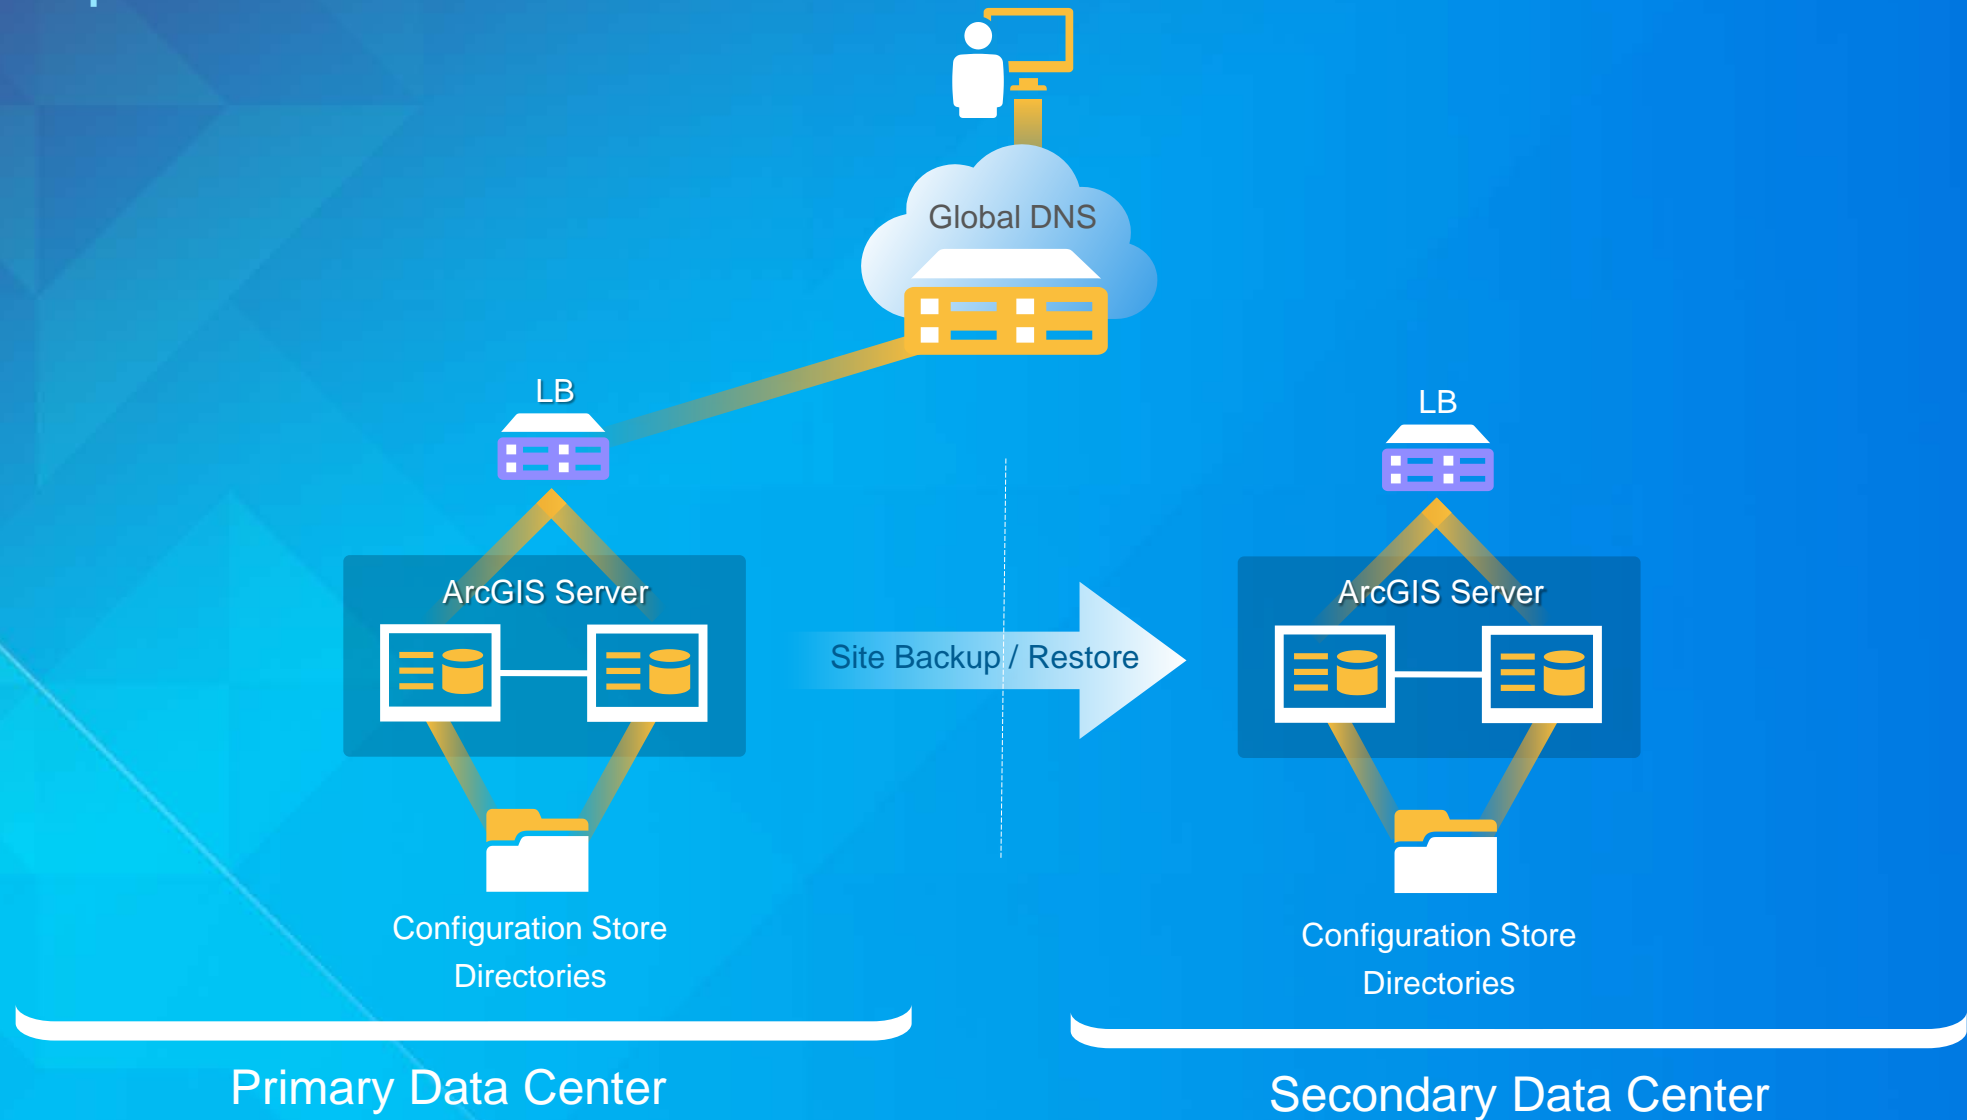 Global DNS
LB
LB
ArcGIS Server
ArcGIS Server
Site Backup / Restore
Configuration Store
Directories
Configuration Store
Directories
Primary Data Center
Secondary Data Center